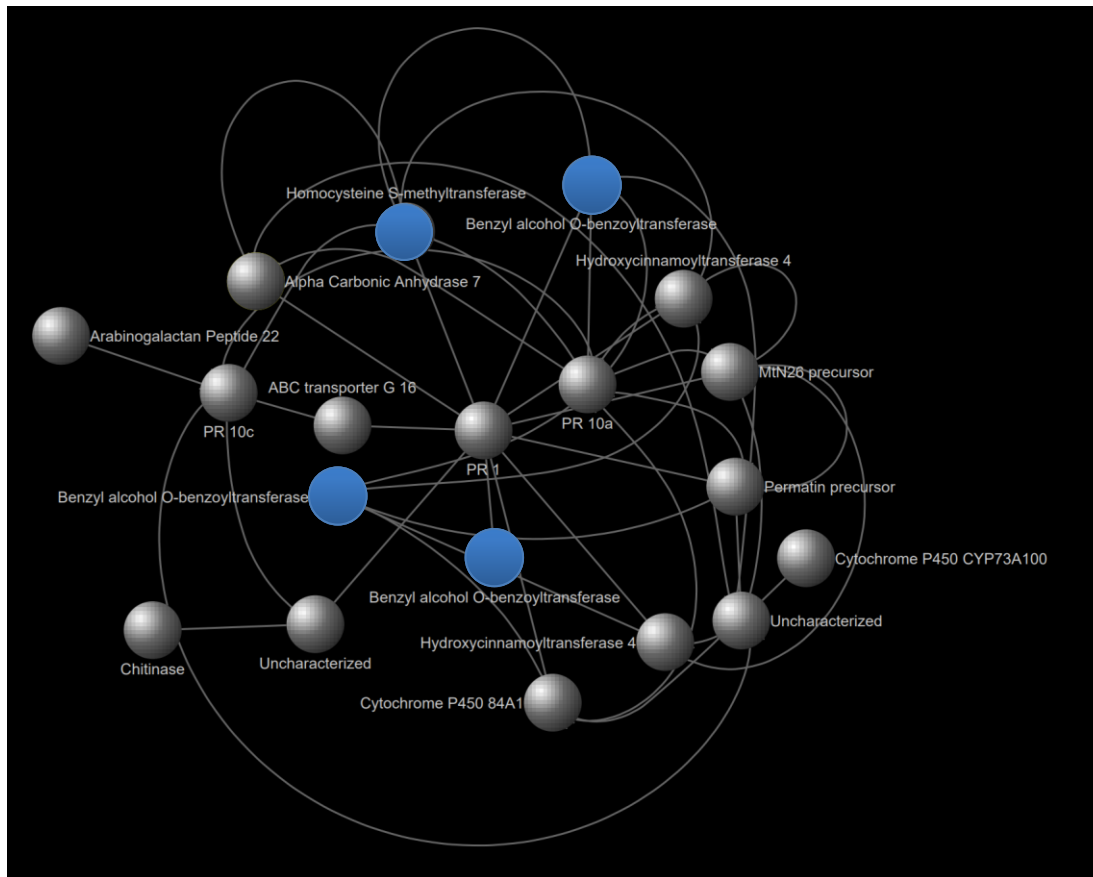 Homocysteine S-methyltransferase
Benzyl alcohol O-benzoyltransferase
Hydroxycinnamoyltransferase 4
Alpha Carbonic Anhydrase 7
Arabinogalactan Peptide 22
MtN26 precursor
ABC transporter G 16
PR 10a
PR 10c
PR 1
Permatin precursor
Benzyl alcohol O-benzoyltransferase
Cytochrome P450 CYP73A100
Benzyl alcohol O-benzoyltransferase
Uncharacterized
Hydroxycinnamoyltransferase 4
Uncharacterized
Chitinase
Cytochrome P450 84A1